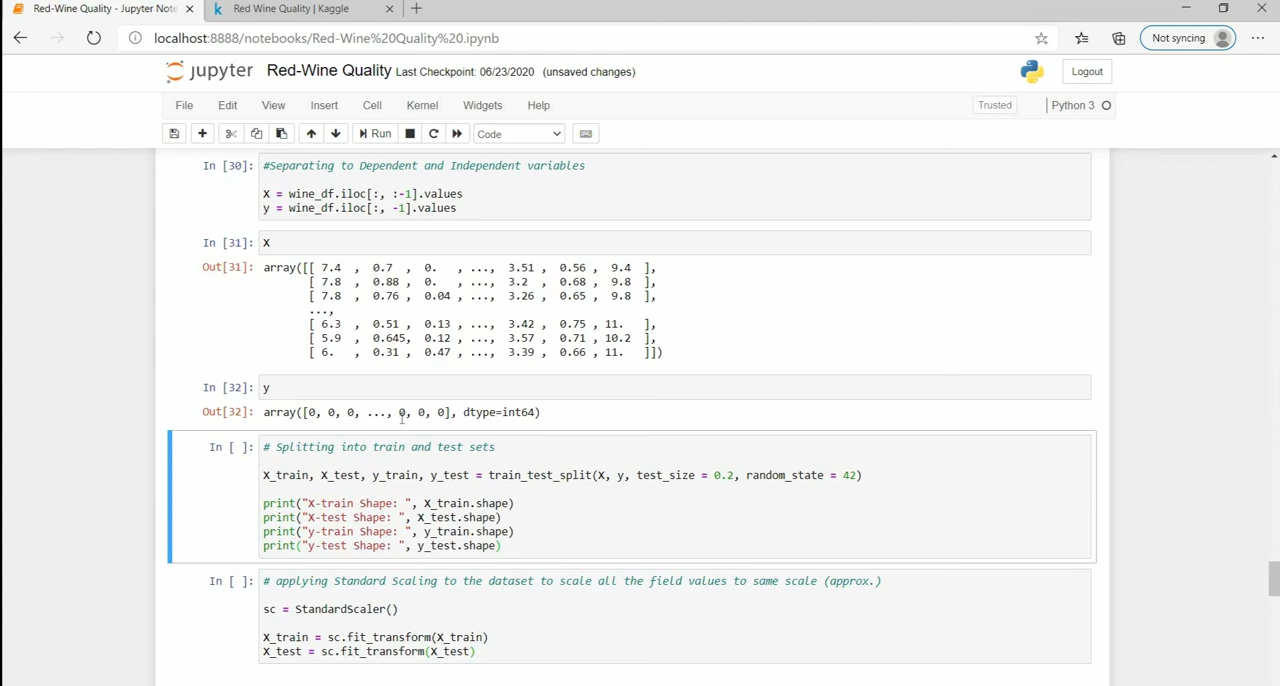 Red-Wine Quality - Jupyter Note
Red Wine Quality | Kaggle
localhost:8888/notebooks/Red-Wine%20Quality%20.ipynb
Not syncing
jupyter Red-Wine Quality Last Checkpoint: 06/23/2020 (unsaved changes)
Logout
File Edit View Insert Cell Kernel Widgets Help
Trusted
Python 3
Run
Code
In [30]: #Separating to Dependent and Independent variables
X = wine_df.iloc[:, :-1].values
y = wine_df.iloc[:, -1].values
In [31]: X
Out[31]: array([[ 7.4 , 0.7 , 0. , ..., 3.51 , 0.56 , 9.4 ],
[ 7.8 , 0.88 , 0. , ..., 3.2 , 0.68 , 9.8 ],
[ 7.8 , 0.76 , 0.04 , ..., 3.26 , 0.65 , 9.8 ],
...,
[ 6.3 , 0.51 , 0.13 , ..., 3.42 , 0.75 , 11. ],
[ 5.9 , 0.645, 0.12 , ..., 3.57 , 0.71 , 10.2 ],
[ 6. , 0.31 , 0.47 , ..., 3.39 , 0.66 , 11. ]])
In [32]: y
Out[32]: array([0, 0, 0, ..., 0, 0, 0], dtype=int64)
In [ ]: # Splitting into train and test sets
X_train, X_test, y_train, y_test = train_test_split(X, y, test_size = 0.2, random_state = 42)
print("X-train Shape: ", X_train.shape)
print("X-test Shape: ", X_test.shape)
print("y-train Shape: ", y_train.shape)
print("y-test Shape: ", y_test.shape)
In [ ]: # applying Standard Scaling to the dataset to scale all the field values to same scale (approx.)
sc = StandardScaler()
X_train = sc.fit_transform(X_train)
X_test = sc.fit_transform(X_test)